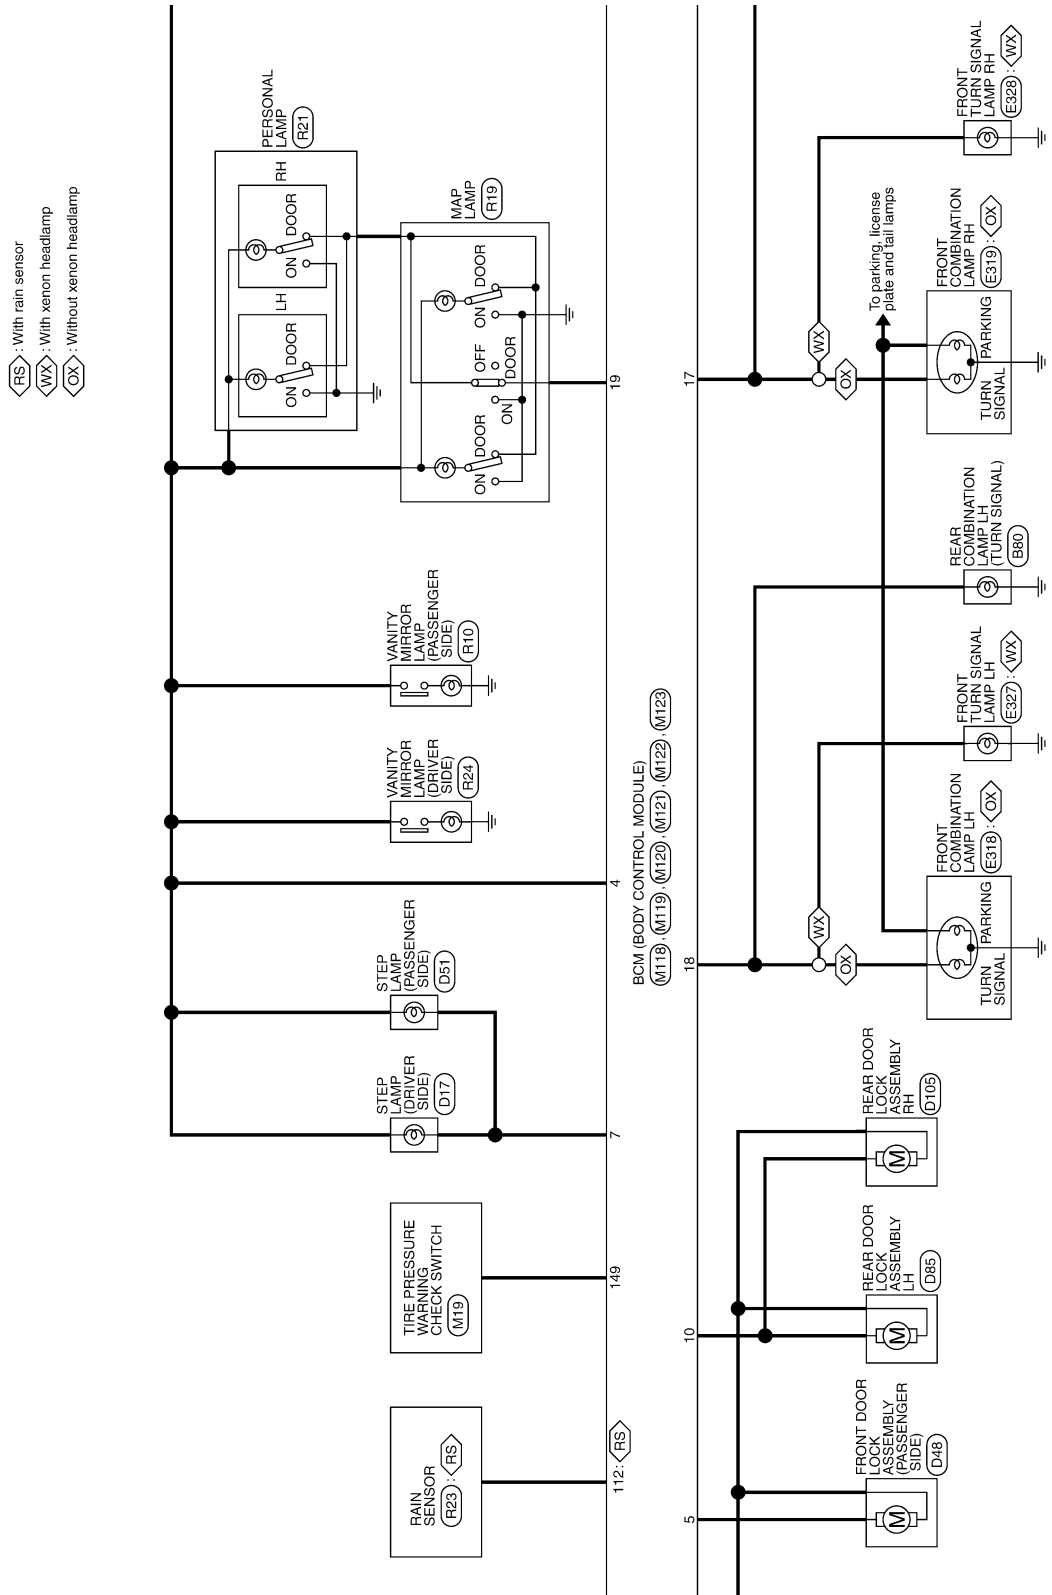 RS : With rain sensor
WX : With xenon headlamp
OX : Without xenon headlamp
RAIN
SENSOR
R23 : RS
112: RS
TIRE PRESSURE
WARNING
CHECK SWITCH
M19
149
STEP
LAMP
(DRIVER
SIDE)
D17
7
STEP
LAMP
(PASSENGER
SIDE)
D51
4
VANITY
MIRROR
LAMP
(DRIVER
SIDE)
R24
VANITY
MIRROR
LAMP
(PASSENGER
SIDE)
R10
PERSONAL
LAMP
R21
LH
ON
DOOR
RH
ON
DOOR
MAP
LAMP
R19
ON
DOOR
ON
OFF
DOOR
ON
DOOR
19
BCM (BODY CONTROL MODULE)
M118 , M119 , M120 , M121 , M122 , M123
5
FRONT DOOR
LOCK
ASSEMBLY
(PASSENGER
SIDE)
D48
M
10
REAR DOOR
LOCK
ASSEMBLY
LH
D85
M
REAR DOOR
LOCK
ASSEMBLY
RH
D105
M
18
WX
OX
FRONT
COMBINATION
LAMP LH
E318 : OX
TURN
SIGNAL
PARKING
FRONT
TURN SIGNAL
LAMP LH
E327 : WX
REAR
COMBINATION
LAMP LH
(TURN SIGNAL)
B80
17
WX
OX
To parking, license
plate and tail lamps
FRONT
COMBINATION
LAMP RH
E319 : OX
TURN
SIGNAL
PARKING
FRONT
TURN SIGNAL
LAMP RH
E328 : WX